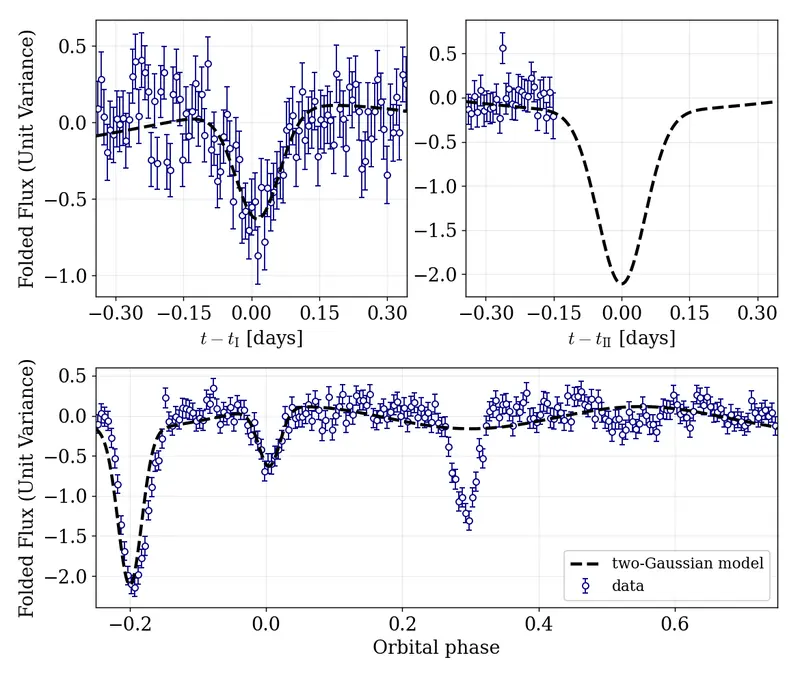 Folded Flux (Unit Variance)
0.5
0.0
−0.5
−1.0
−0.30 −0.15 0.00 0.15 0.30
t − tI [days]
0.5
0.0
−0.5
−1.0
−1.5
−2.0
−0.30 −0.15 0.00 0.15 0.30
t − tII [days]
Folded Flux (Unit Variance)
0.5
0.0
−0.5
−1.0
−1.5
−2.0
−0.2 0.0 0.2 0.4 0.6
Orbital phase
two-Gaussian model
data